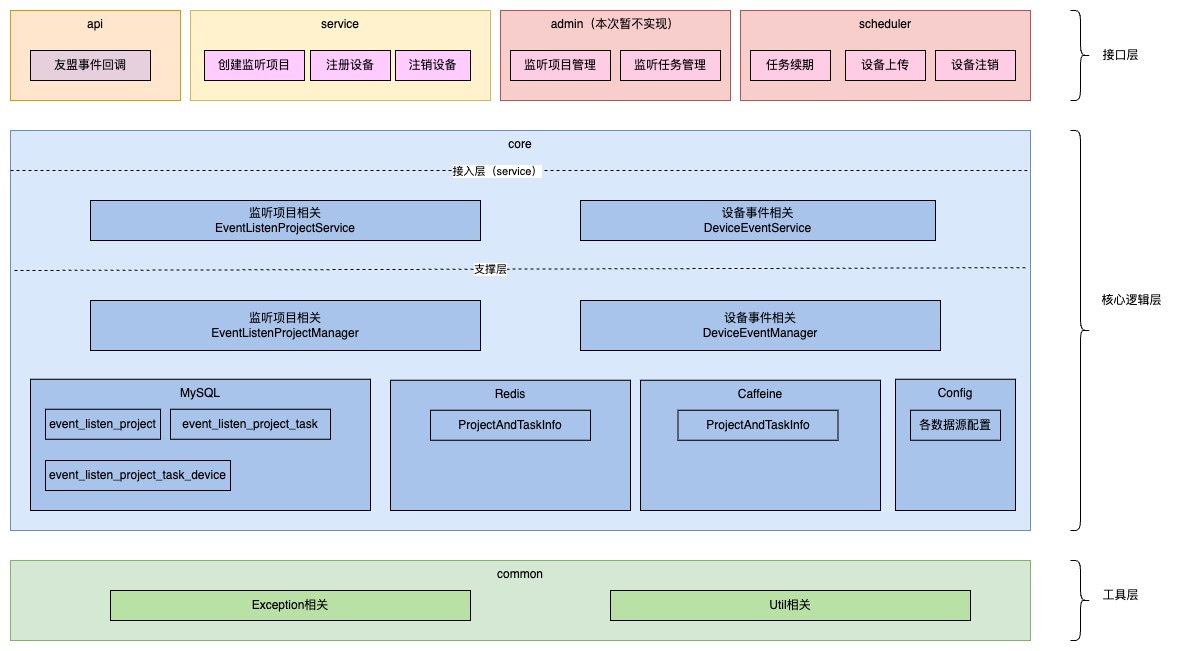 api
友盟事件回调
service
创建监听项目
注册设备
注销设备
admin（本次暂不实现）
监听项目管理
监听任务管理
scheduler
任务续期
设备上传
设备注销
接口层
core
接入层（service）
监听项目相关
EventListenProjectService
设备事件相关
DeviceEventService
支撑层
监听项目相关
EventListenProjectManager
设备事件相关
DeviceEventManager
MySQL
event_listen_project
event_listen_project_task
event_listen_project_task_device
Redis
ProjectAndTaskInfo
Caffeine
ProjectAndTaskInfo
Config
各数据源配置
核心逻辑层
common
Exception相关
Util相关
工具层